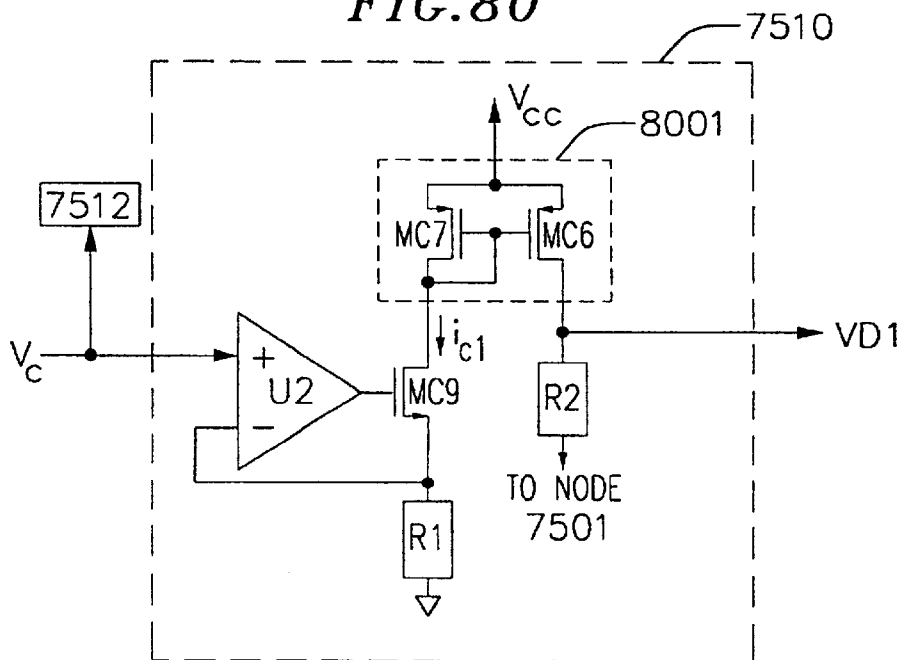 FIG.80
7510
Vcc
8001
7512
MC7
MC6
ic1
VD1
Vc
+
U2
−
MC9
R2
TO NODE
7501
R1